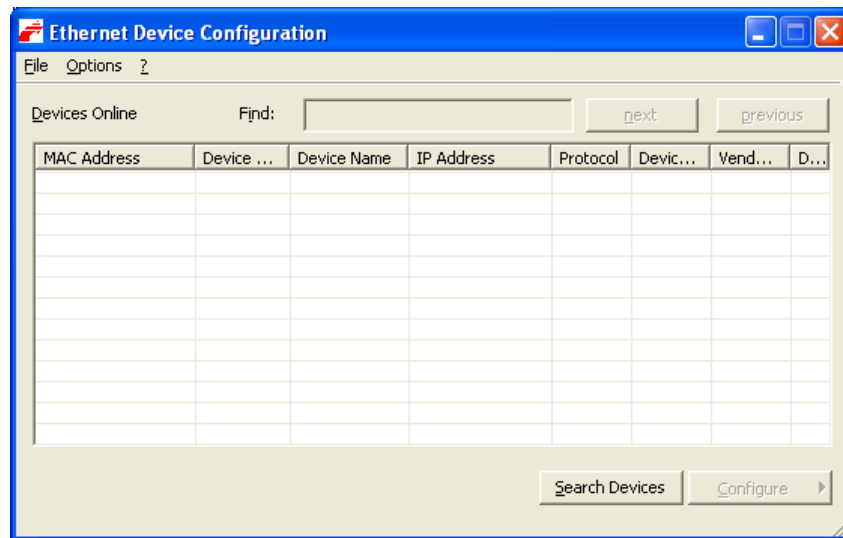 Ethernet Device Configuration
File Options ?
Devices Online Find: next previous
MAC Address Device ... Device Name IP Address Protocol Devic... Vend... D...
Search Devices Configure